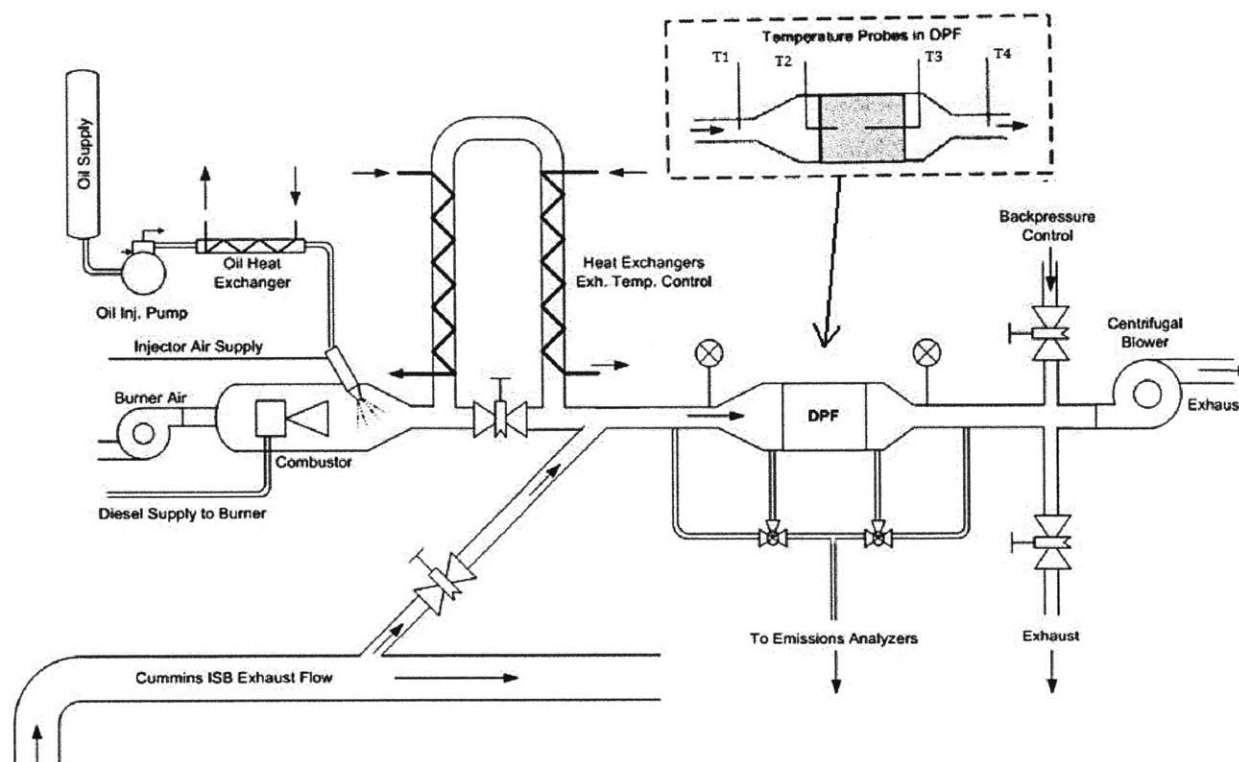 Temperature Probes in DPF
T1
T2
T3
T4
Oil Supply
Oil Heat
Exchanger
Oil Inj. Pump
Heat Exchangers
Exh. Temp. Control
Backpressure
Control
Centrifugal
Blower
Injector Air Supply
Burner Air
Exhaust
DPF
Combustor
Diesel Supply to Burner
To Emissions Analyzers
Exhaust
Cummins ISB Exhaust Flow